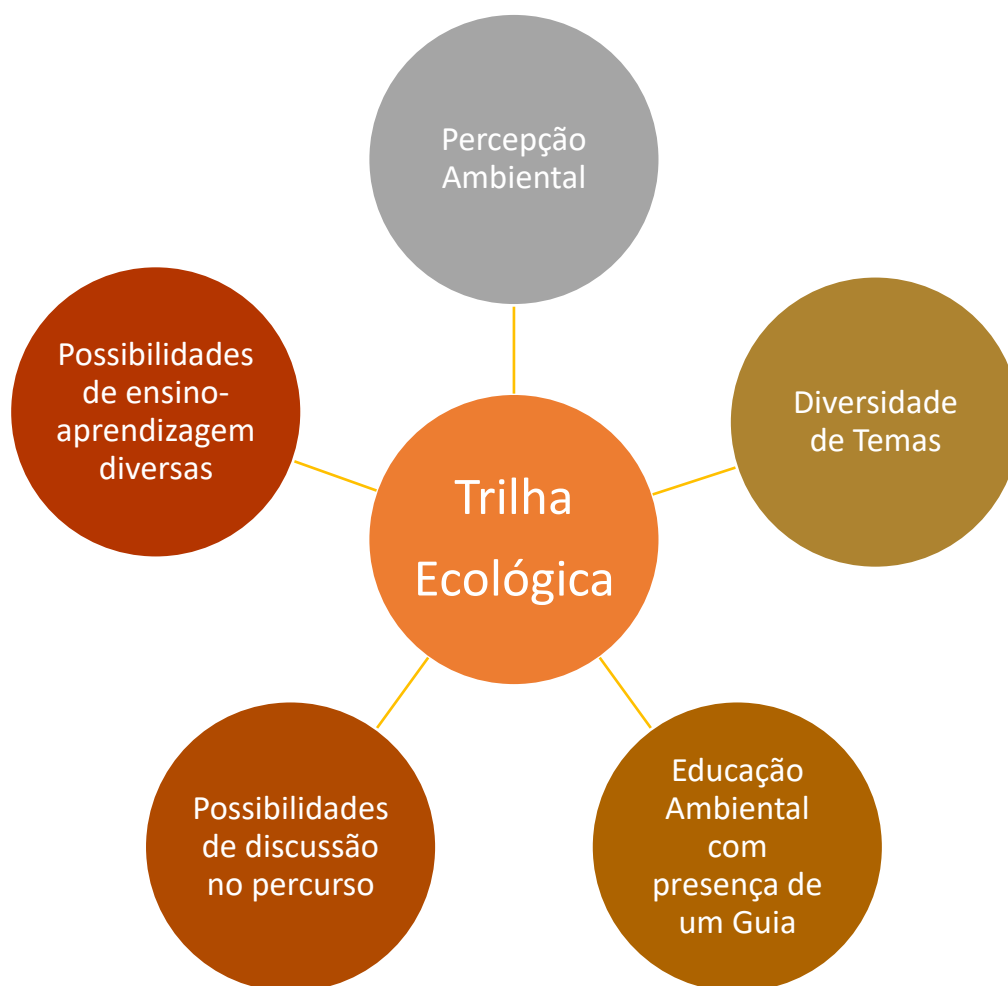 Percepção
Ambiental
Diversidade
de Temas
Educação
Ambiental
com
presença de
um Guia
Possibilidades
de discussão
no percurso
Possibilidades
de ensino-
aprendizagem
diversas
Trilha
Ecológica